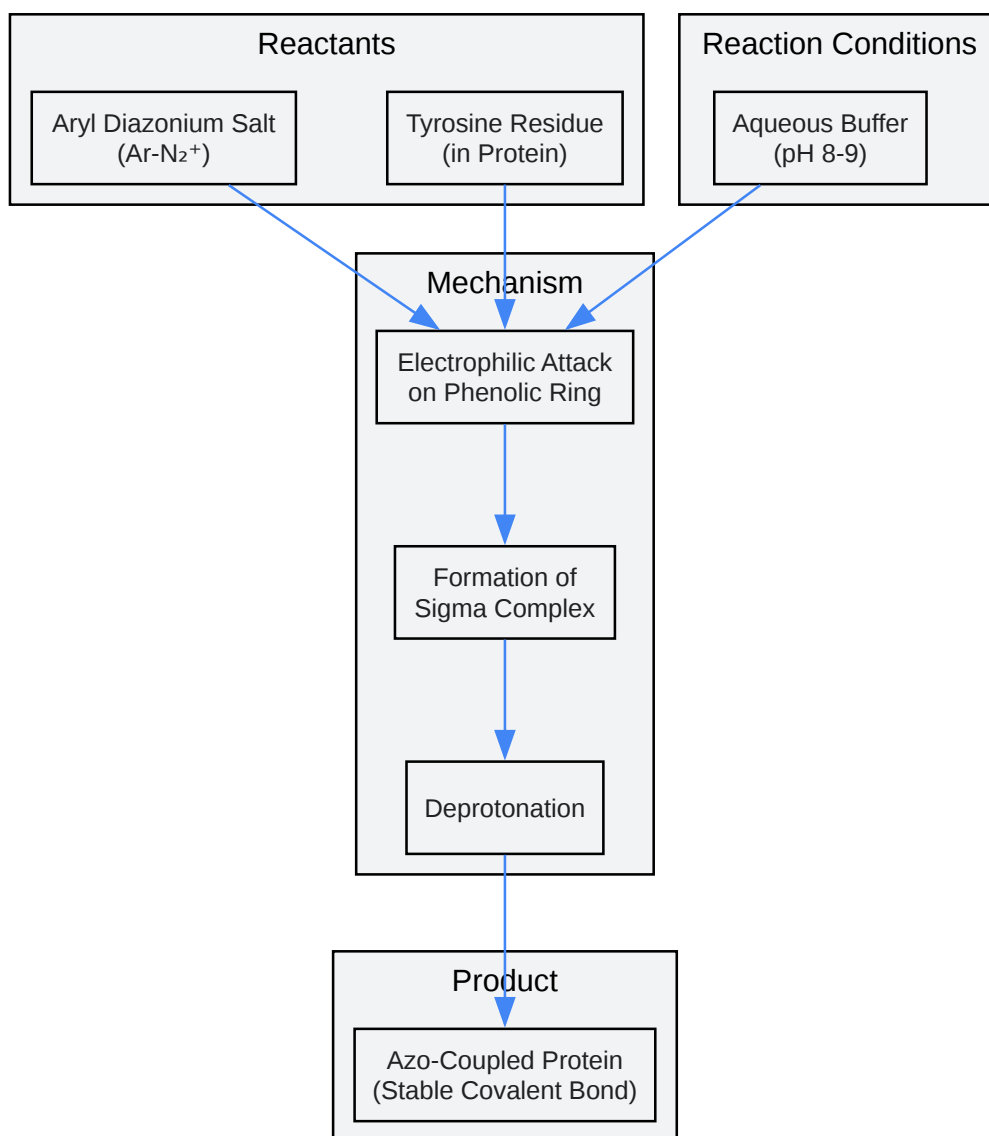 Reactants
Reaction Conditions
Aryl Diazonium Salt
(Ar-N₂⁺)
Tyrosine Residue
(in Protein)
Aqueous Buffer
(pH 8-9)
Mechanism
Electrophilic Attack
on Phenolic Ring
Formation of
Sigma Complex
Deprotonation
Product
Azo-Coupled Protein
(Stable Covalent Bond)